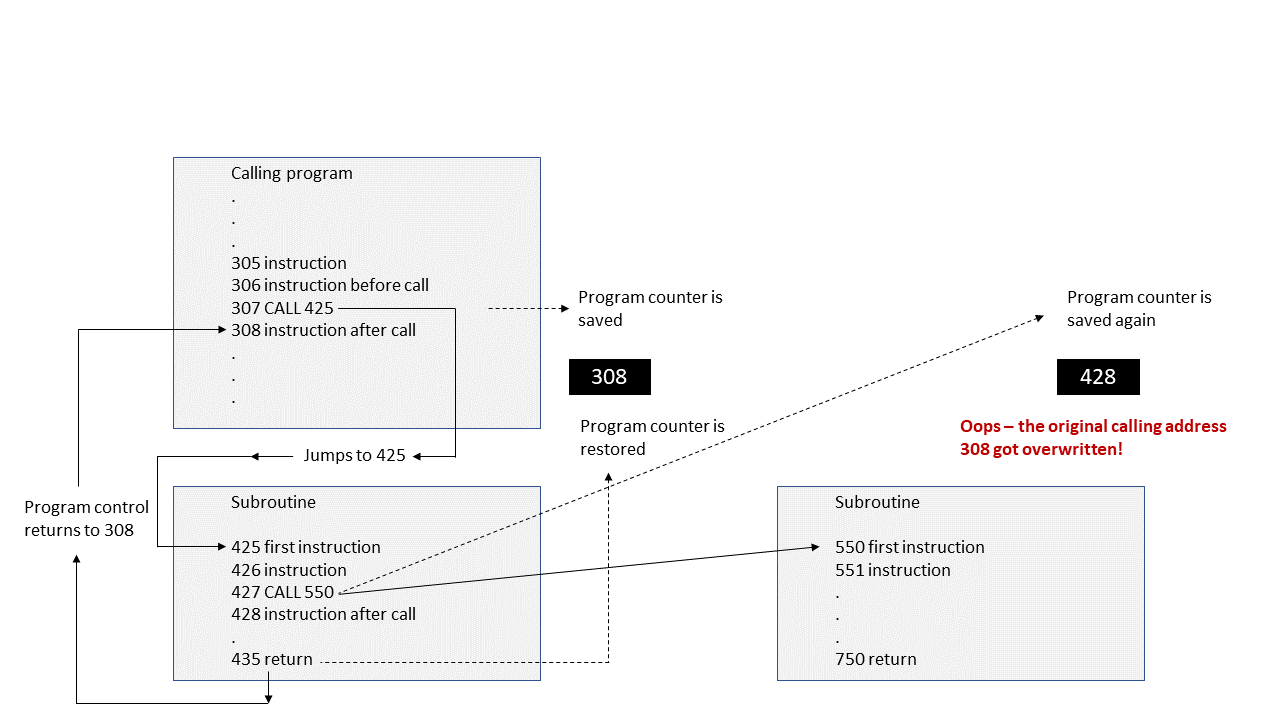 Calling program
.
.
.
305 instruction
306 instruction before call
307 CALL 425
308 instruction after call
.
.
.
Program counter is
saved
308
Program counter is
restored
Program counter is
saved again
428
Oops – the original calling address
308 got overwritten!
Jumps to 425
Program control
returns to 308
Subroutine
425 first instruction
426 instruction
427 CALL 550
428 instruction after call
.
435 return
Subroutine
550 first instruction
551 instruction
.
.
.
750 return